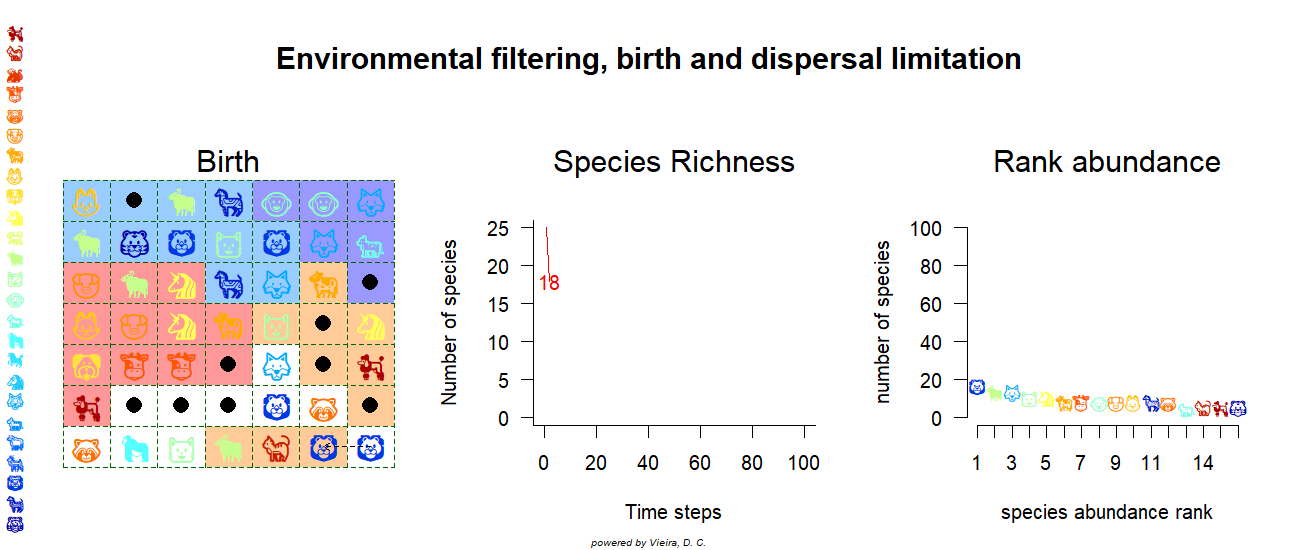 Environmental filtering, birth and dispersal limitation
Birth
Species Richness
Rank abundance
Number of species
25
20
15
10
5
0
18
0 20 40 60 80 100
Time steps
number of species
100
80
60
40
20
0
1 3 5 7 9 11 14
species abundance rank
powered by Vieira, D. C.